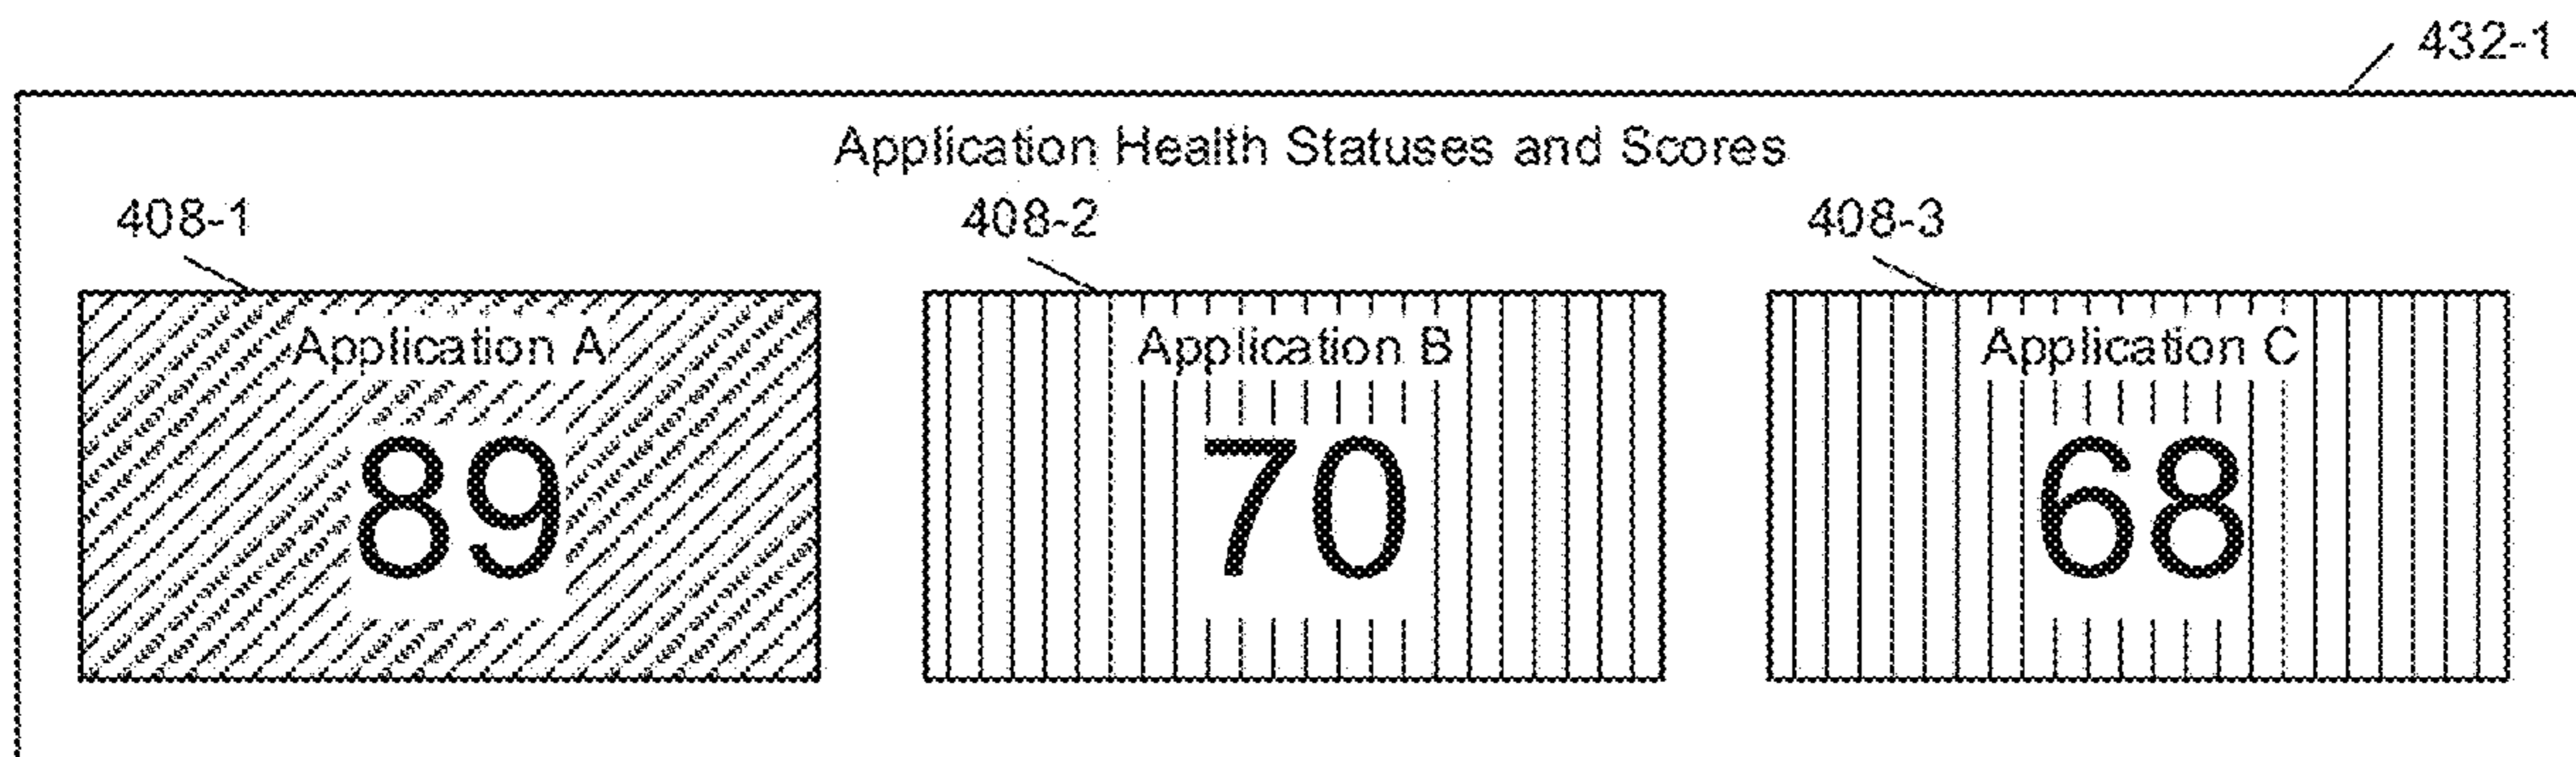 432-1
Application Health Statuses and Scores
408-1 408-2 408-3
Application A Application B Application C
89 70 68